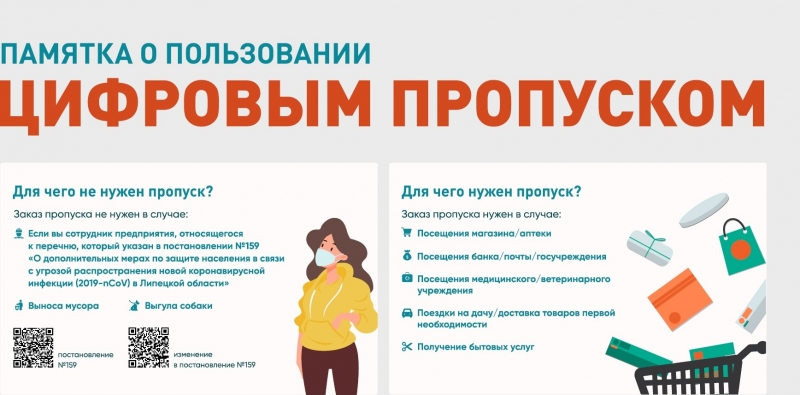 ПАМЯТКА О ПОЛЬЗОВАНИИ
ЦИФРОВЫМ ПРОПУСКОМ
Для чего не нужен пропуск?
Заказ пропуска не нужен в случае:
Если вы сотрудник предприятия, относящегося
к перечню, который указан в постановлении №159
«О дополнительных мерах по защите населения в связи
с угрозой распространения новой коронавирусной
инфекции (2019-nCoV) в Липецкой области»
Выноса мусора
Выгула собаки
постановление
№159
изменение
в постановление №159
Для чего нужен пропуск?
Заказ пропуска нужен в случае:
Посещения магазина/аптеки
Посещения банка/почты/госучреждения
Посещения медицинского/ветеринарного
учреждения
Поездки на дачу/доставка товаров первой
необходимости
Получение бытовых услуг